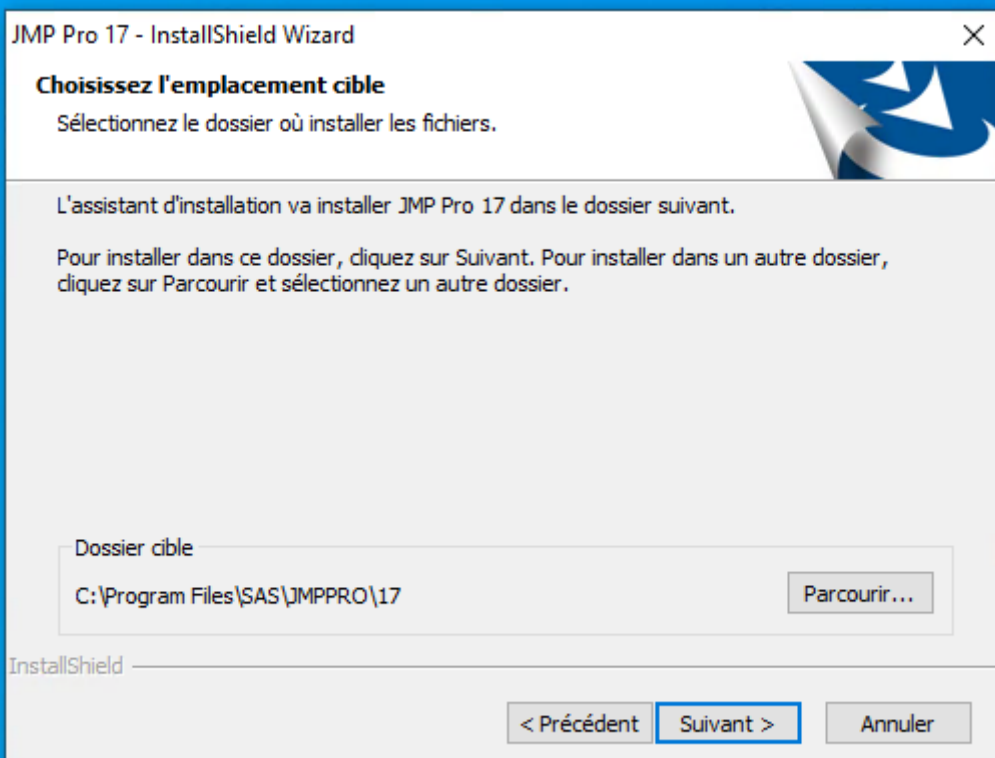 JMP Pro 17 - InstallShield Wizard
Choisissez l'emplacement cible
Sélectionnez le dossier où installer les fichiers.
L'assistant d'installation va installer JMP Pro 17 dans le dossier suivant.
Pour installer dans ce dossier, cliquez sur Suivant. Pour installer dans un autre dossier,
cliquez sur Parcourir et sélectionnez un autre dossier.
Dossier cible
C:\Program Files\SAS\JMPPRO\17
Parcourir...
InstallShield
< Précédent
Suivant >
Annuler